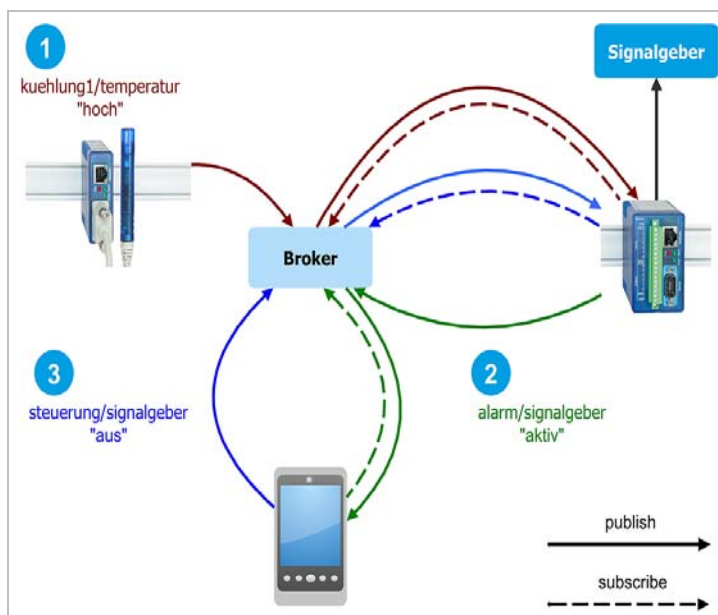 1
kuehlung1/temperatur
"hoch"
Signalgeber
Broker
3
steuerung/signalgeber
"aus"
2
alarm/signalgeber
"aktiv"
publish
subscribe